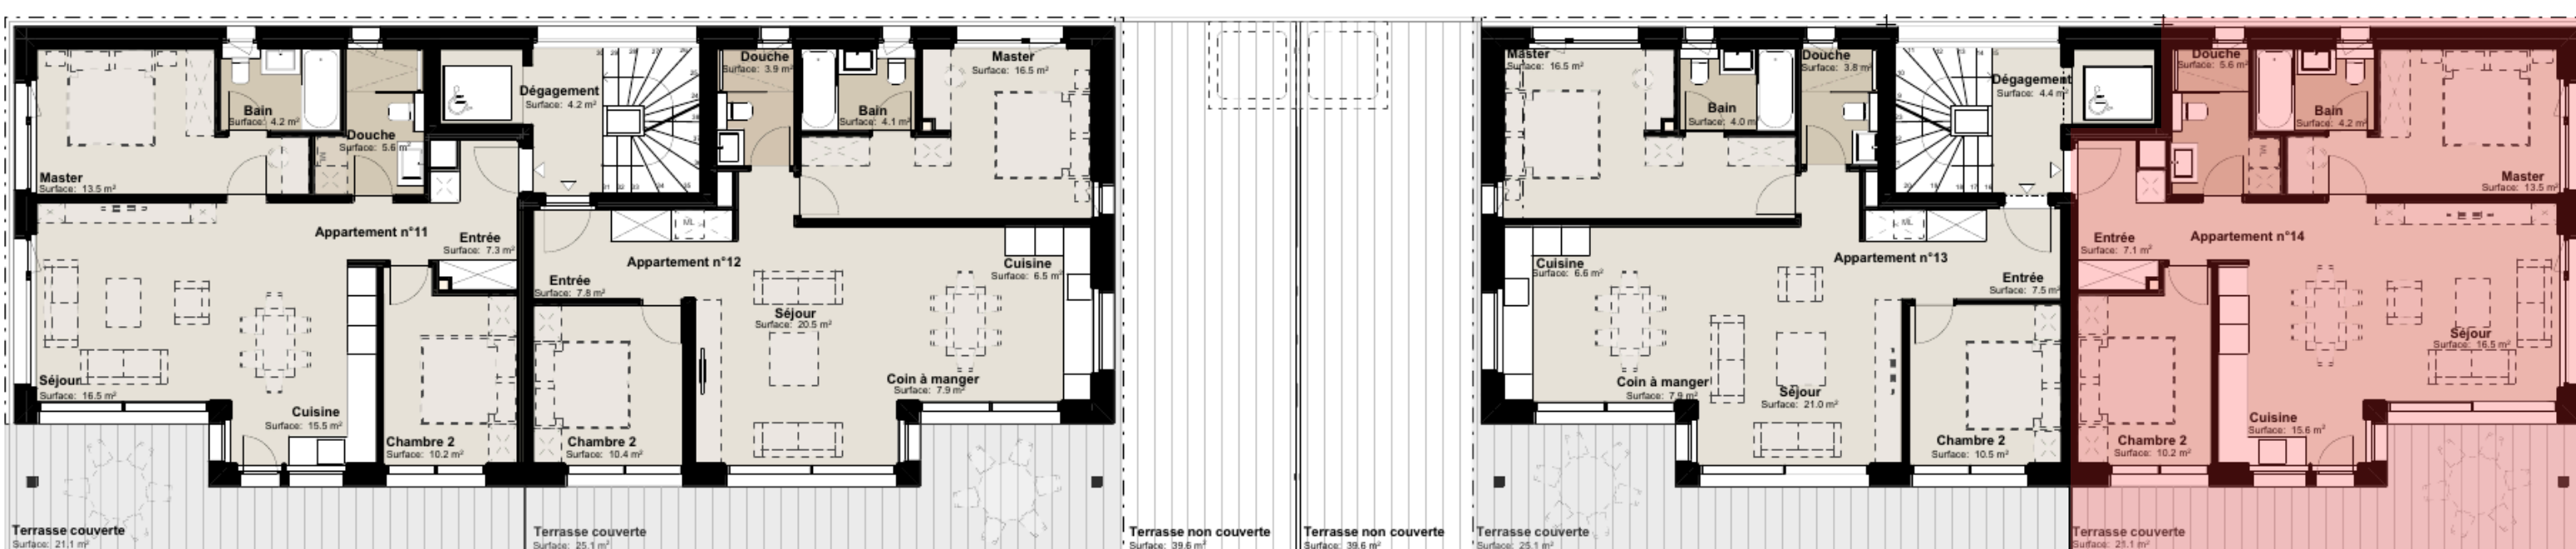 Master
Surface: 13.5 m²
Bain
Surface: 4.2 m²
Douche
Surface: 5.6 m²
Dégagement
Surface: 4.2 m²
Appartement n°11
Entrée
Surface: 7.3 m²
Séjour
Surface: 16.5 m²
Cuisine
Surface: 15.5 m²
Chambre 2
Surface: 10.2 m²
Terrasse couverte
Surface: 21.1 m²
Douche
Surface: 3.9 m²
Bain
Surface: 4.1 m²
Master
Surface: 16.5 m²
ML
Appartement n°12
Entrée
Surface: 7.8 m²
Cuisine
Surface: 6.5 m²
Séjour
Surface: 20.5 m²
Coin à manger
Surface: 7.9 m²
Chambre 2
Surface: 10.4 m²
Terrasse couverte
Surface: 25.1 m²
Terrasse non couverte
Surface: 39.6 m²
Terrasse non couverte
Surface: 39.6 m²
Master
Surface: 16.5 m²
Bain
Surface: 4.0 m²
Douche
Surface: 3.8 m²
Dégagement
Surface: 4.4 m²
ML
Appartement n°13
Cuisine
Surface: 6.6 m²
Entrée
Surface: 7.5 m²
Coin à manger
Surface: 7.9 m²
Séjour
Surface: 21.0 m²
Chambre 2
Surface: 10.5 m²
Terrasse couverte
Surface: 25.1 m²
Douche
Surface: 5.6 m²
Bain
Surface: 4.2 m²
ML
Master
Surface: 13.5 m²
Entrée
Surface: 7.1 m²
Appartement n°14
Séjour
Surface: 16.5 m²
Cuisine
Surface: 15.6 m²
Chambre 2
Surface: 10.2 m²
Terrasse couverte
Surface: 21.1 m²